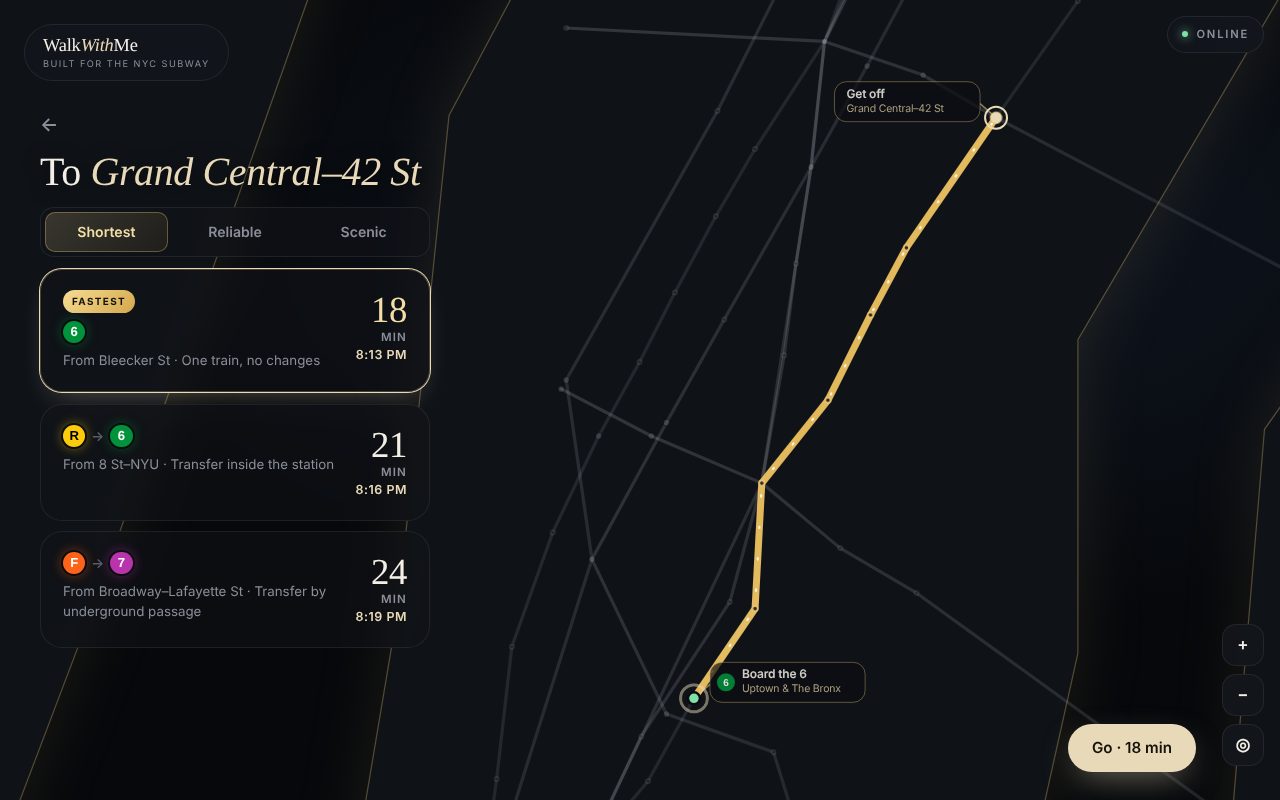 WalkWithMe
BUILT FOR THE NYC SUBWAY
ONLINE
To Grand Central–42 St
Shortest
Reliable
Scenic
FASTEST
6
From Bleecker St · One train, no changes
18
MIN
8:13 PM
R → 6
From 8 St–NYU · Transfer inside the station
21
MIN
8:16 PM
F → 7
From Broadway–Lafayette St · Transfer by
underground passage
24
MIN
8:19 PM
Get off
Grand Central–42 St
6
Board the 6
Uptown & The Bronx
+
−
Go · 18 min